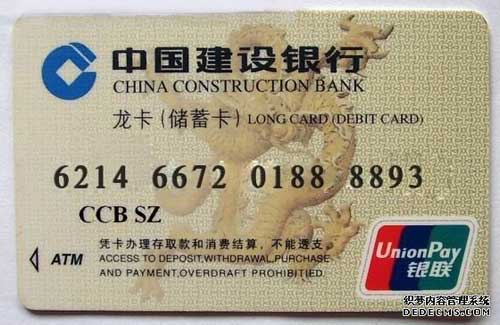 中国建设银行
CHINA CONSTRUCTION BANK
龙卡(储蓄卡) LONG CARD (DEBIT CARD)
6214 6672 0188 8893
CCB SZ
凭卡办理存取款和消费结算，不能透支。
ATM ACCESS TO DEPOSIT,WITHDRAWAL,PURCHASE
AND PAYMENT,OVERDRAFT PROHIBITIED.
UnionPay
银联
织梦内容管理系统
DEDECMS.COM